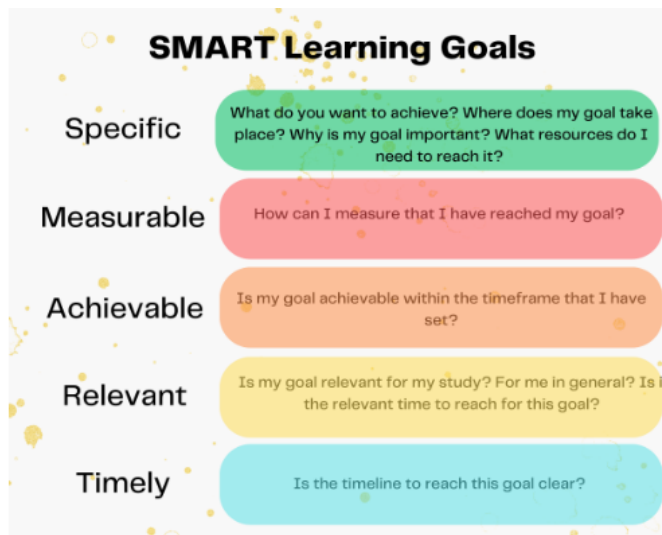 SMART Learning Goals
Specific
What do you want to achieve? Where does my goal take
place? Why is my goal important? What resources do I
need to reach it?
Measurable
How can I measure that I have reached my goal?
Achievable
Is my goal achievable within the timeframe that I have
set?
Relevant
Is my goal relevant for my study? For me in general? Is
the relevant time to reach for this goal?
Timely
Is the timeline to reach this goal clear?